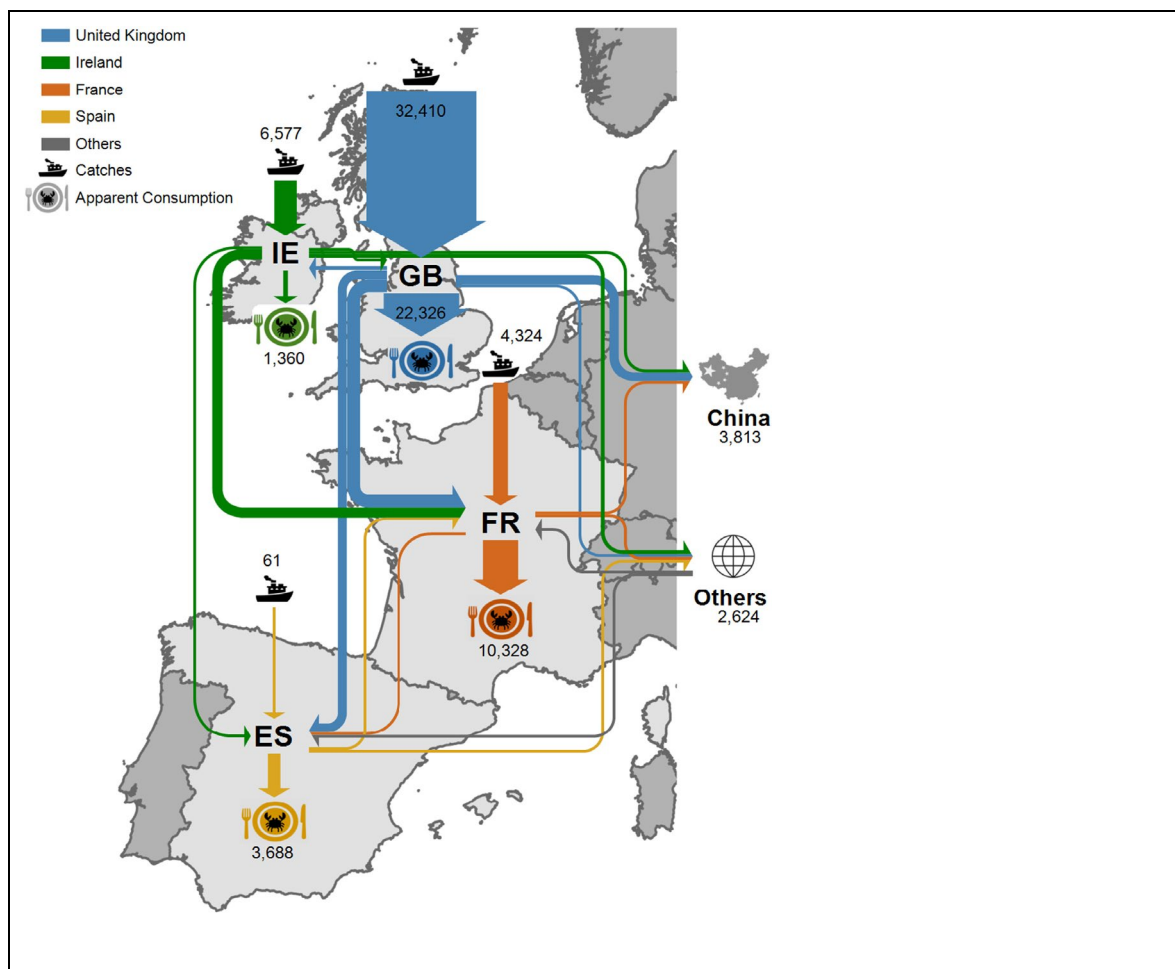 United Kingdom
Ireland
France
Spain
Others
Catches
Apparent Consumption
32,410
6,577
IE
GB
22,326
4,324
1,360
China
3,813
FR
61
Others
2,624
10,328
ES
3,688